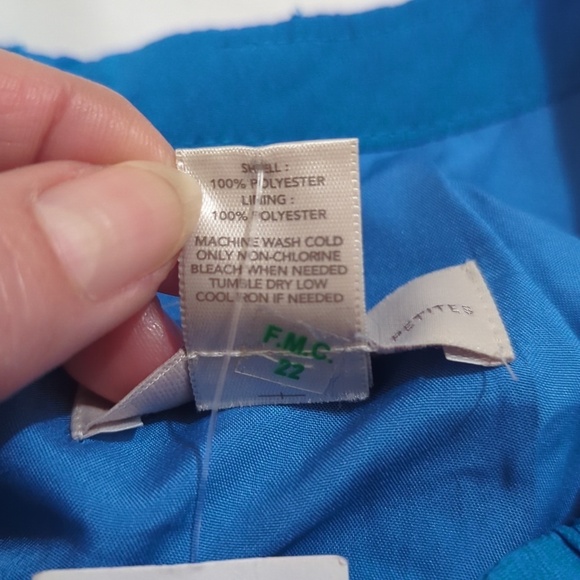 SHELL :
100% POLYESTER
LINING :
100% POLYESTER
MACHINE WASH COLD
ONLY NON-CHLORINE
BLEACH WHEN NEEDED
TUMBLE DRY LOW
COOL IRON IF NEEDED
F.M.C.
22
PETITES